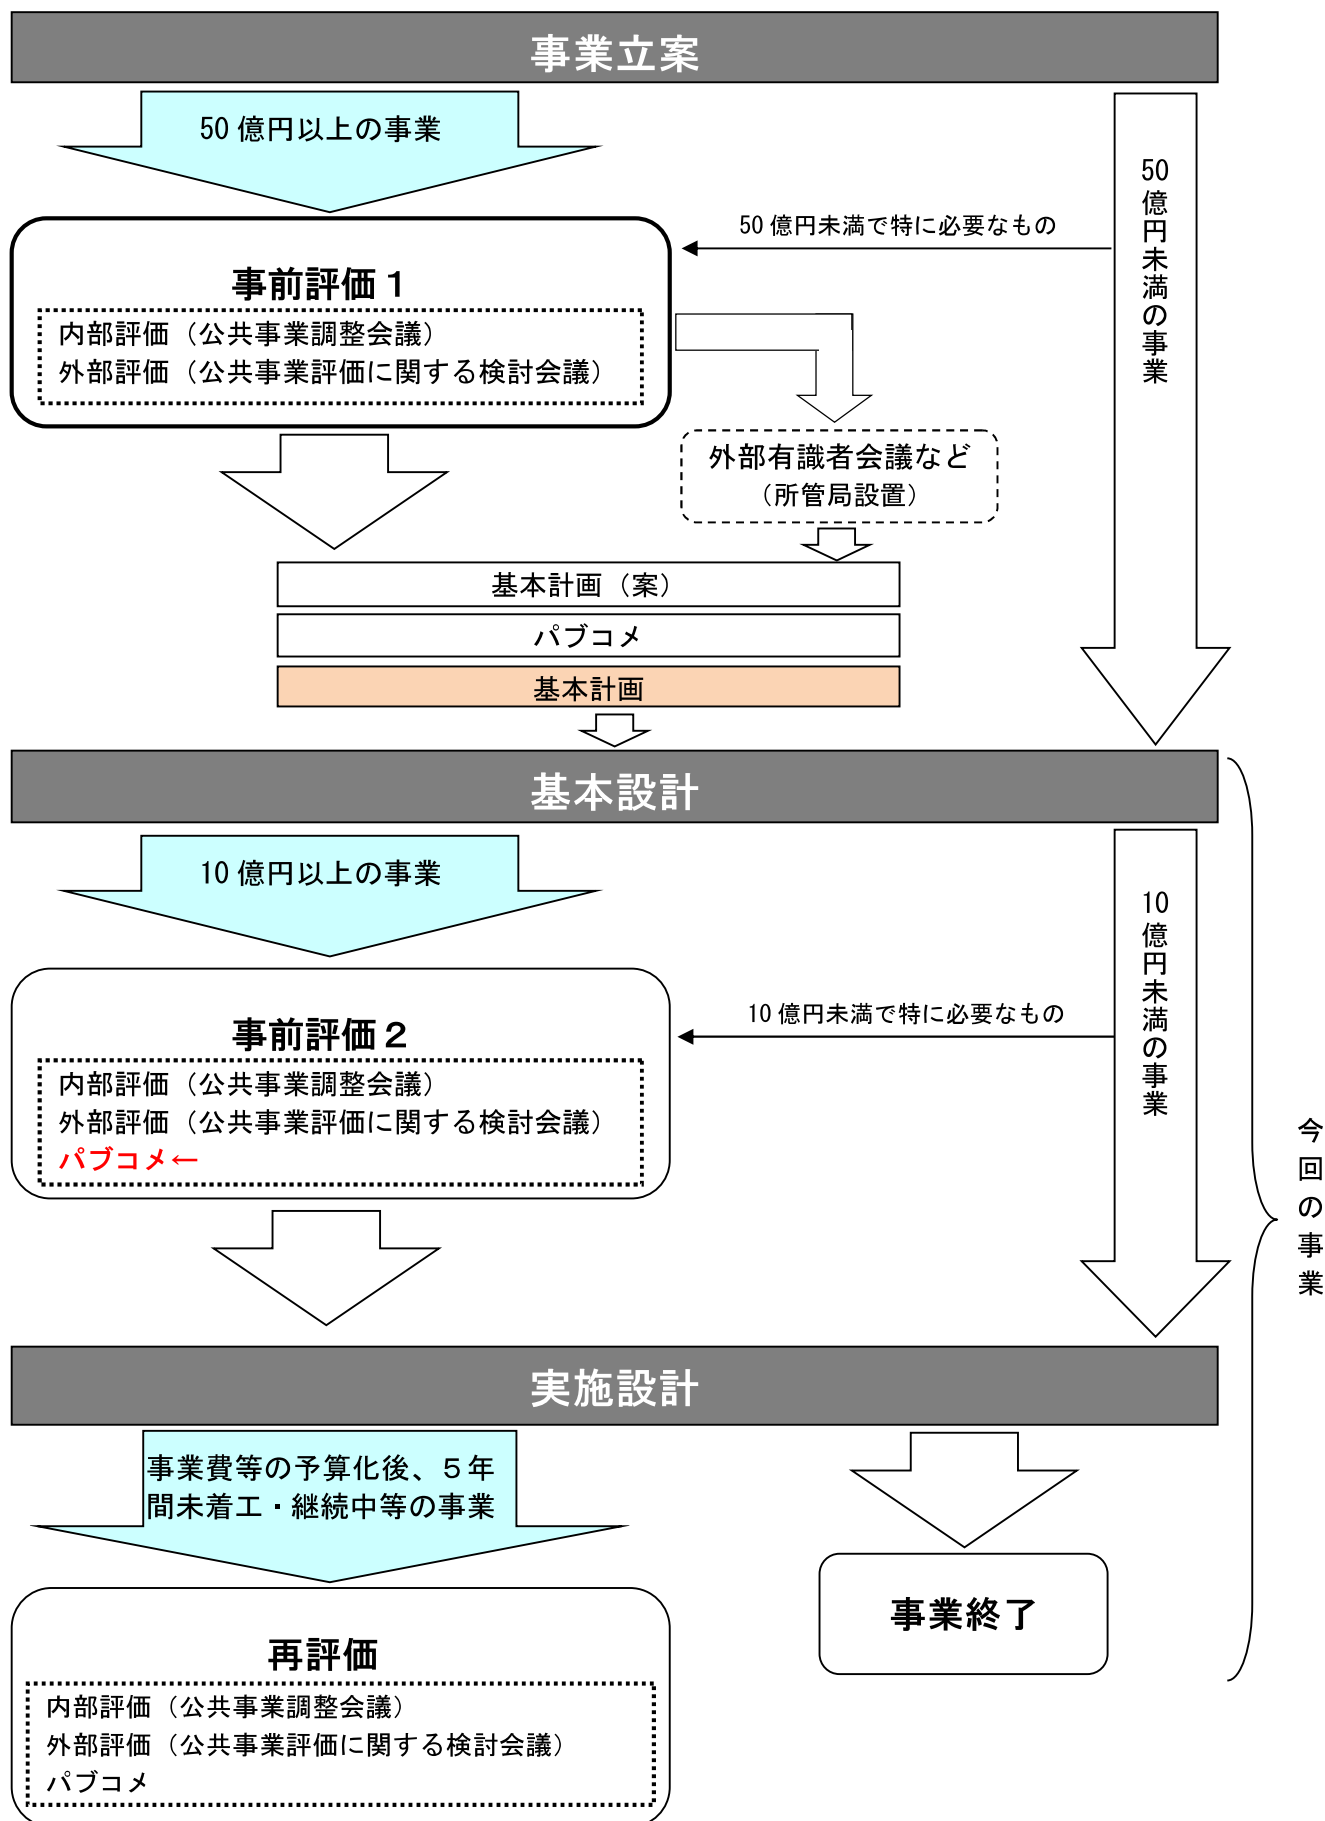 事業立案
50億円以上の事業
50億円未満の事業
50億円未満で特に必要なもの
事前評価１
内部評価（公共事業調整会議）
外部評価（公共事業評価に関する検討会議）
外部有識者会議など
（所管局設置）
基本計画（案）
パブコメ
基本計画
基本設計
10億円以上の事業
10億円未満の事業
10億円未満で特に必要なもの
事前評価２
内部評価（公共事業調整会議）
外部評価（公共事業評価に関する検討会議）
パブコメ←
今回の事業
実施設計
事業費等の予算化後、５年
間未着工・継続中等の事業
事業終了
再評価
内部評価（公共事業調整会議）
外部評価（公共事業評価に関する検討会議）
パブコメ